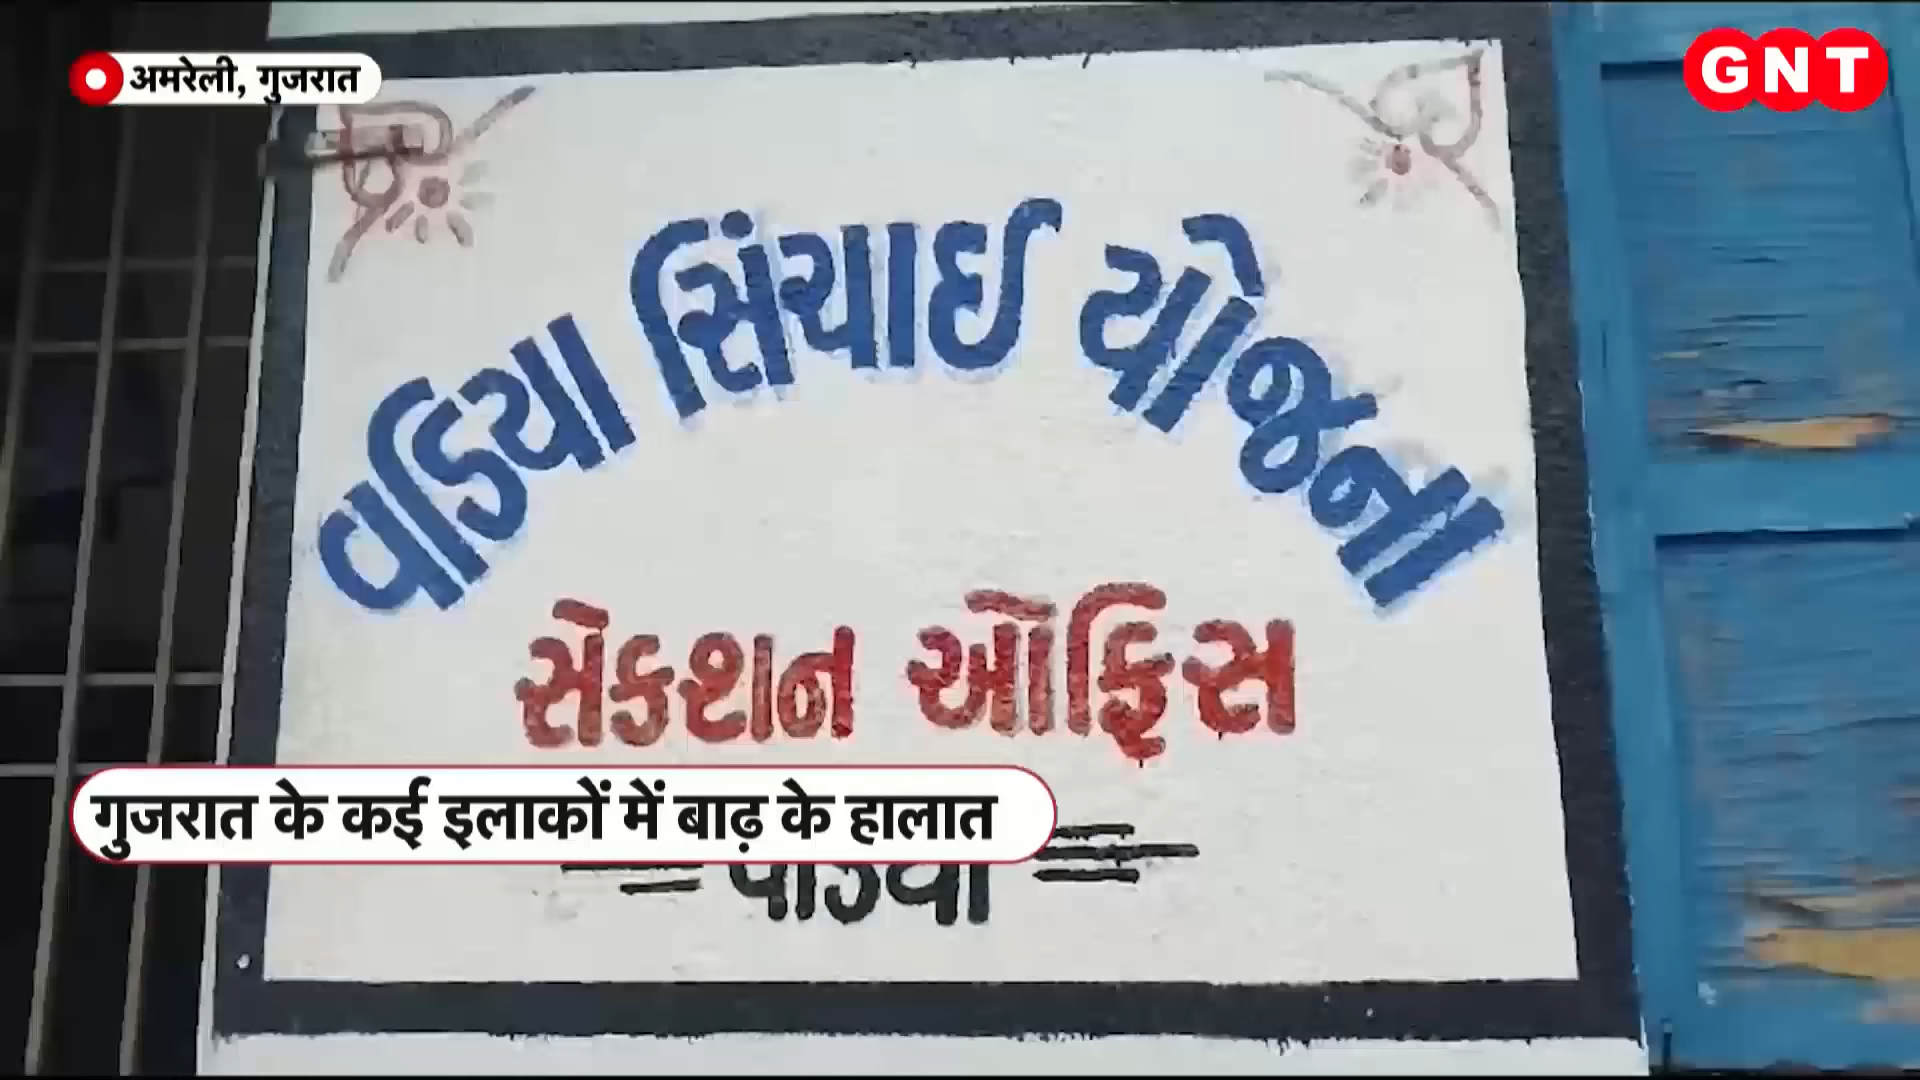 अमरेली, गुजरात
GNT
વડિયા સિંચાઈ યોજના
સેકશન ઓફિસ
गुजरात के कई इलाकों में बाढ़ के हालात